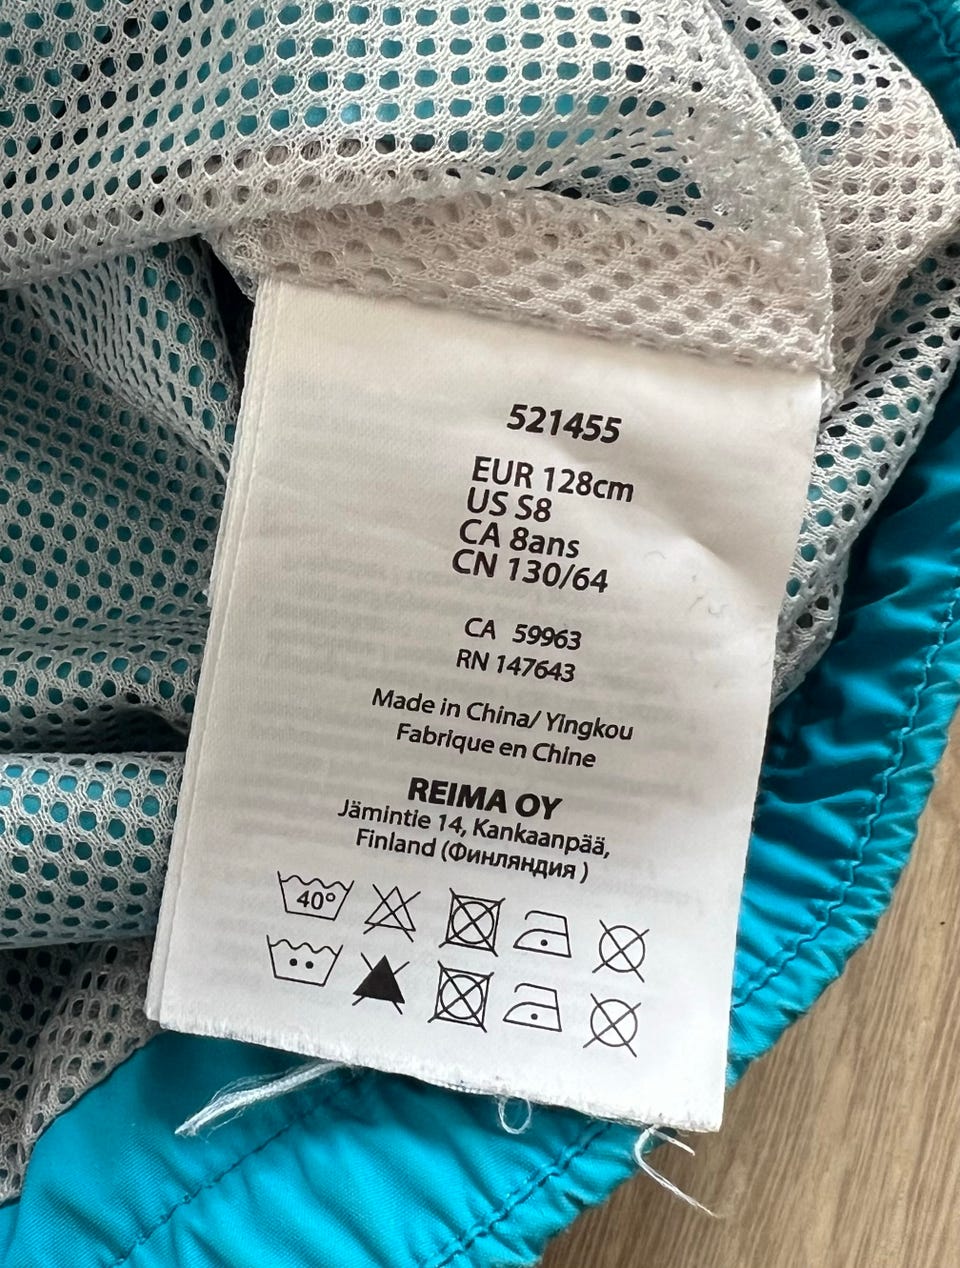 521455
EUR 128cm
US S8
CA 8ans
CN 130/64
CA 59963
RN 147643
Made in China/ Yingkou
Fabrique en Chine
REIMA OY
Jämintie 14, Kankaanpää,
Finland (Финляндия )
40°